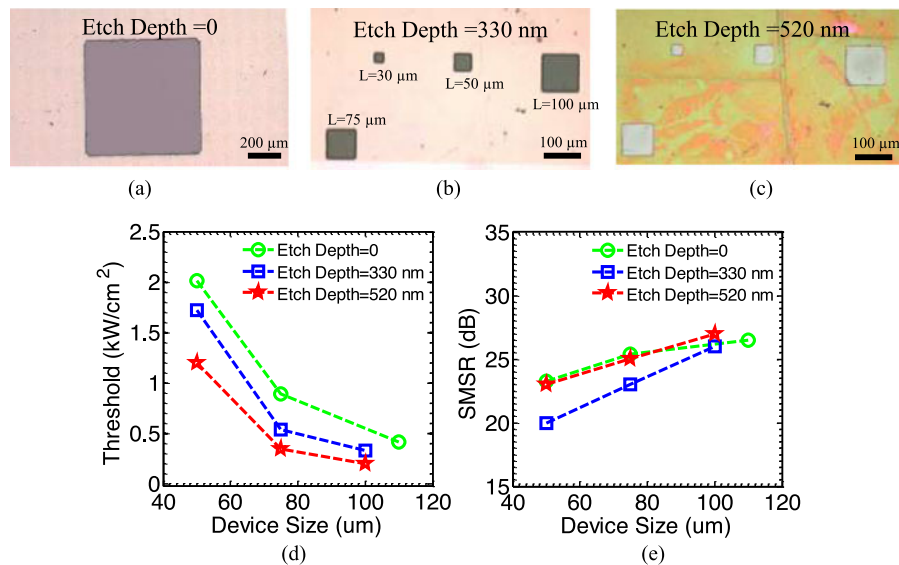 Etch Depth =0
200 µm
(a)
Etch Depth =330 nm
L=30 µm
L=50 µm
L=100 µm
L=75 µm
100 µm
(b)
Etch Depth =520 nm
100 µm
(c)
2.5
2
1.5
1
0.5
0
40 60 80 100 120
Threshold (kW/cm²)
Device Size (um)
Etch Depth=0
Etch Depth=330 nm
Etch Depth=520 nm
(d)
35
30
25
20
15
40 60 80 100 120
SMSR (dB)
Device Size (um)
Etch Depth=0
Etch Depth=330 nm
Etch Depth=520 nm
(e)